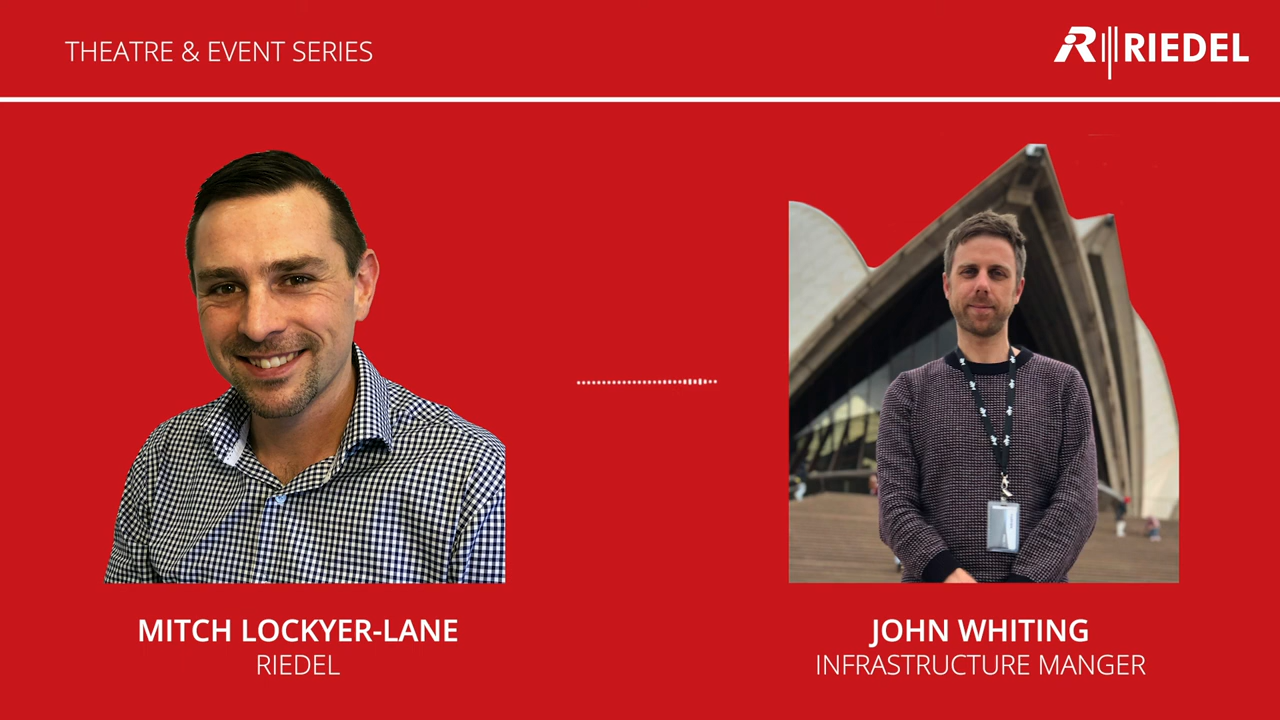 THEATRE & EVENT SERIES
RIEDEL
MITCH LOCKYER-LANE
RIEDEL
JOHN WHITING
INFRASTRUCTURE MANGER